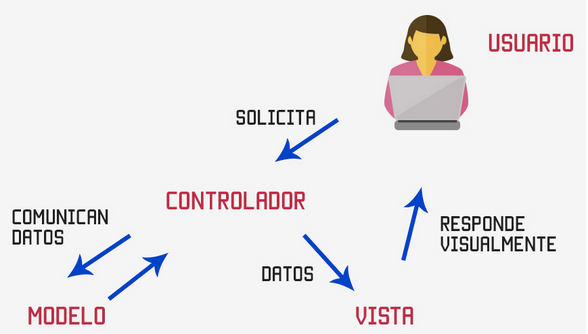 USUARIO
SOLICITA
CONTROLADOR
COMUNICAN
DATOS
RESPONDE
VISUALMENTE
DATOS
MODELO
VISTA